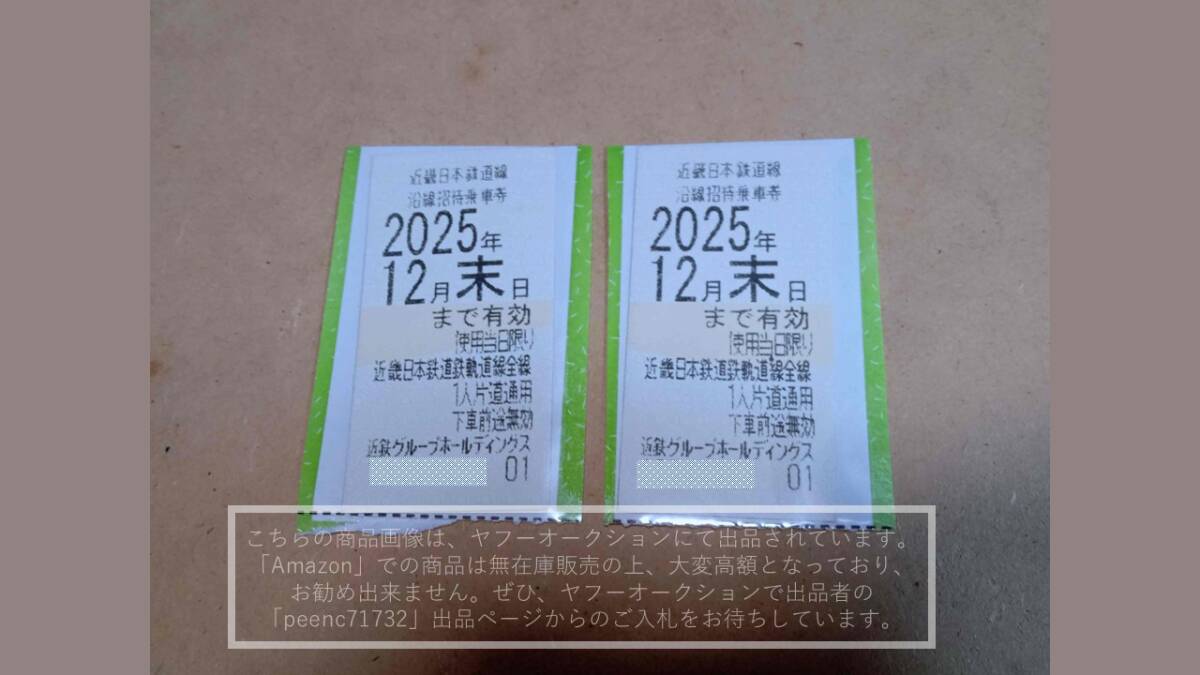 近畿日本鉄道線
沿線招待乗車券
2025年
12月末日
まで有効
使用当日限り
近畿日本鉄道鉄軌道線全線
1人片道通用
下車前途無効
近鉄グループホールディングス
01
近畿日本鉄道線
沿線招待乗車券
2025年
12月末日
まで有効
使用当日限り
近畿日本鉄道鉄軌道線全線
1人片道通用
下車前途無効
近鉄グループホールディングス
01
こちらの商品画像は、ヤフーオークションにて出品されています。
「Amazon」での商品は無在庫販売の上、大変高額となっており、
お勧め出来ません。ぜひ、ヤフーオークションで出品者の
「peenc71732」出品ページからのご入札をお待ちしています。